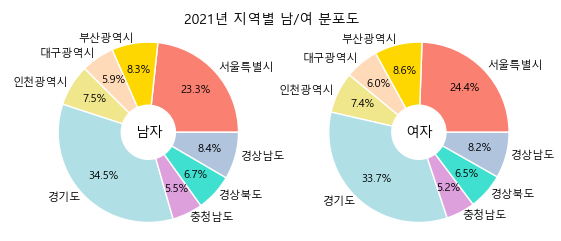 2021년 지역별 남/여 분포도
부산광역시
대구광역시
인천광역시
서울특별시
8.3%
5.9%
7.5%
23.3%
남자
34.5%
8.4%
6.7%
5.5%
경상남도
경상북도
충청남도
경기도
부산광역시
대구광역시
인천광역시
서울특별시
8.6%
6.0%
7.4%
24.4%
여자
33.7%
8.2%
6.5%
5.2%
경상남도
경상북도
충청남도
경기도